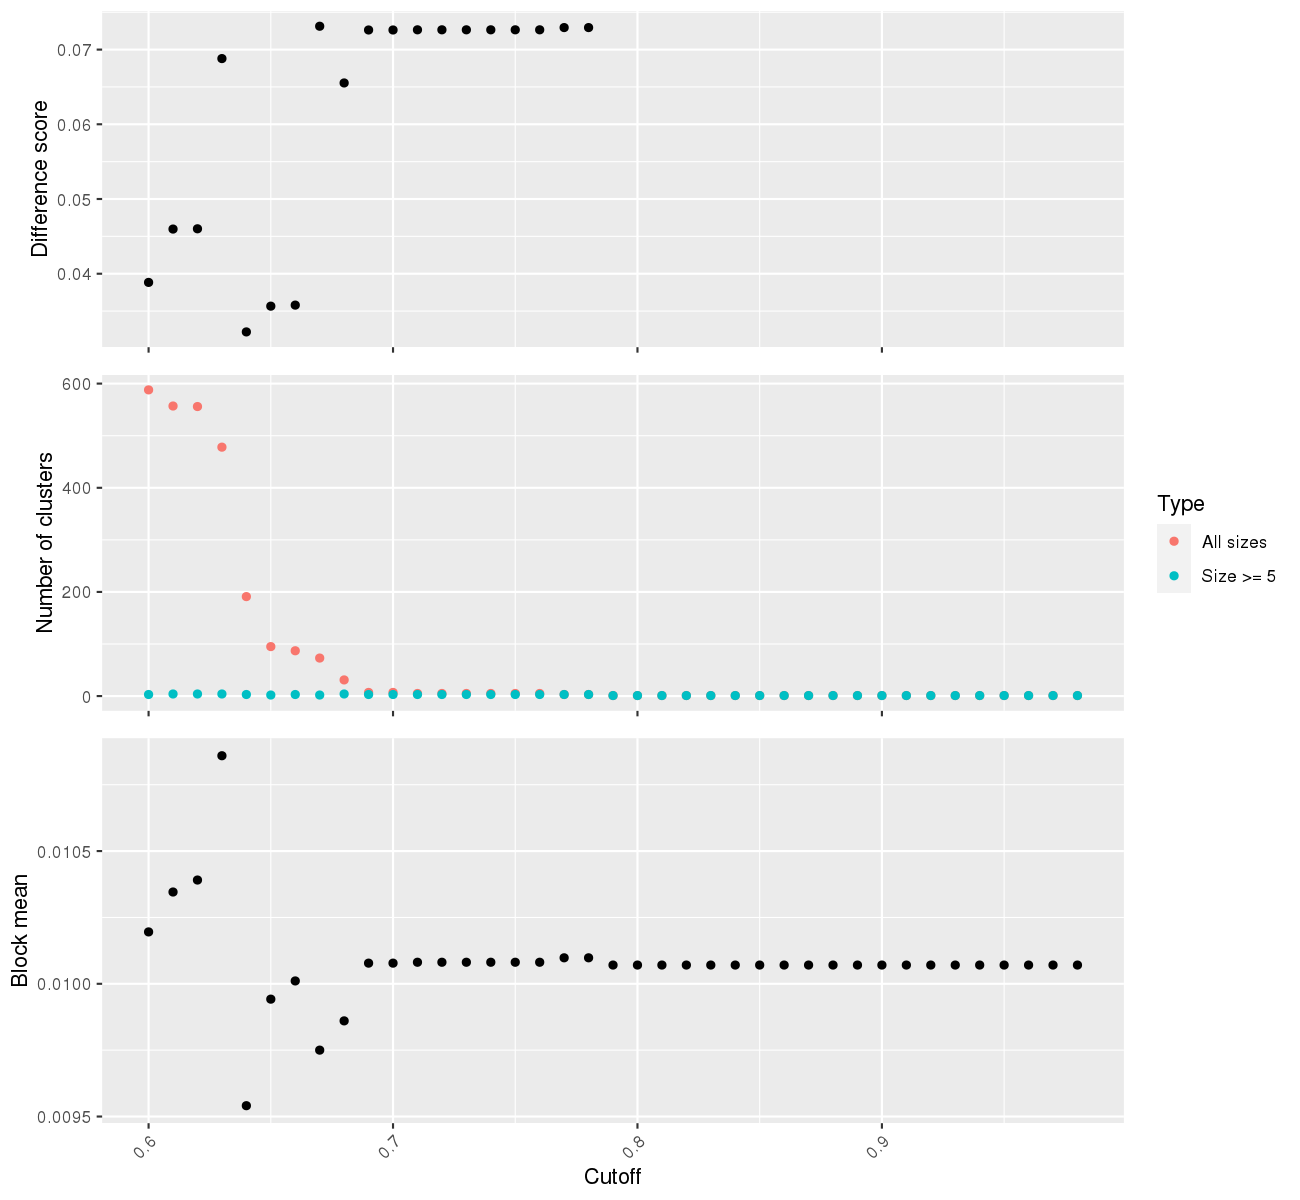 Difference score
0.07
0.06
0.05
0.04
Number of clusters
600
400
200
0
Type
All sizes
Size >= 5
Block mean
0.0105
0.0100
0.0095
0.6
0.7
0.8
0.9
Cutoff